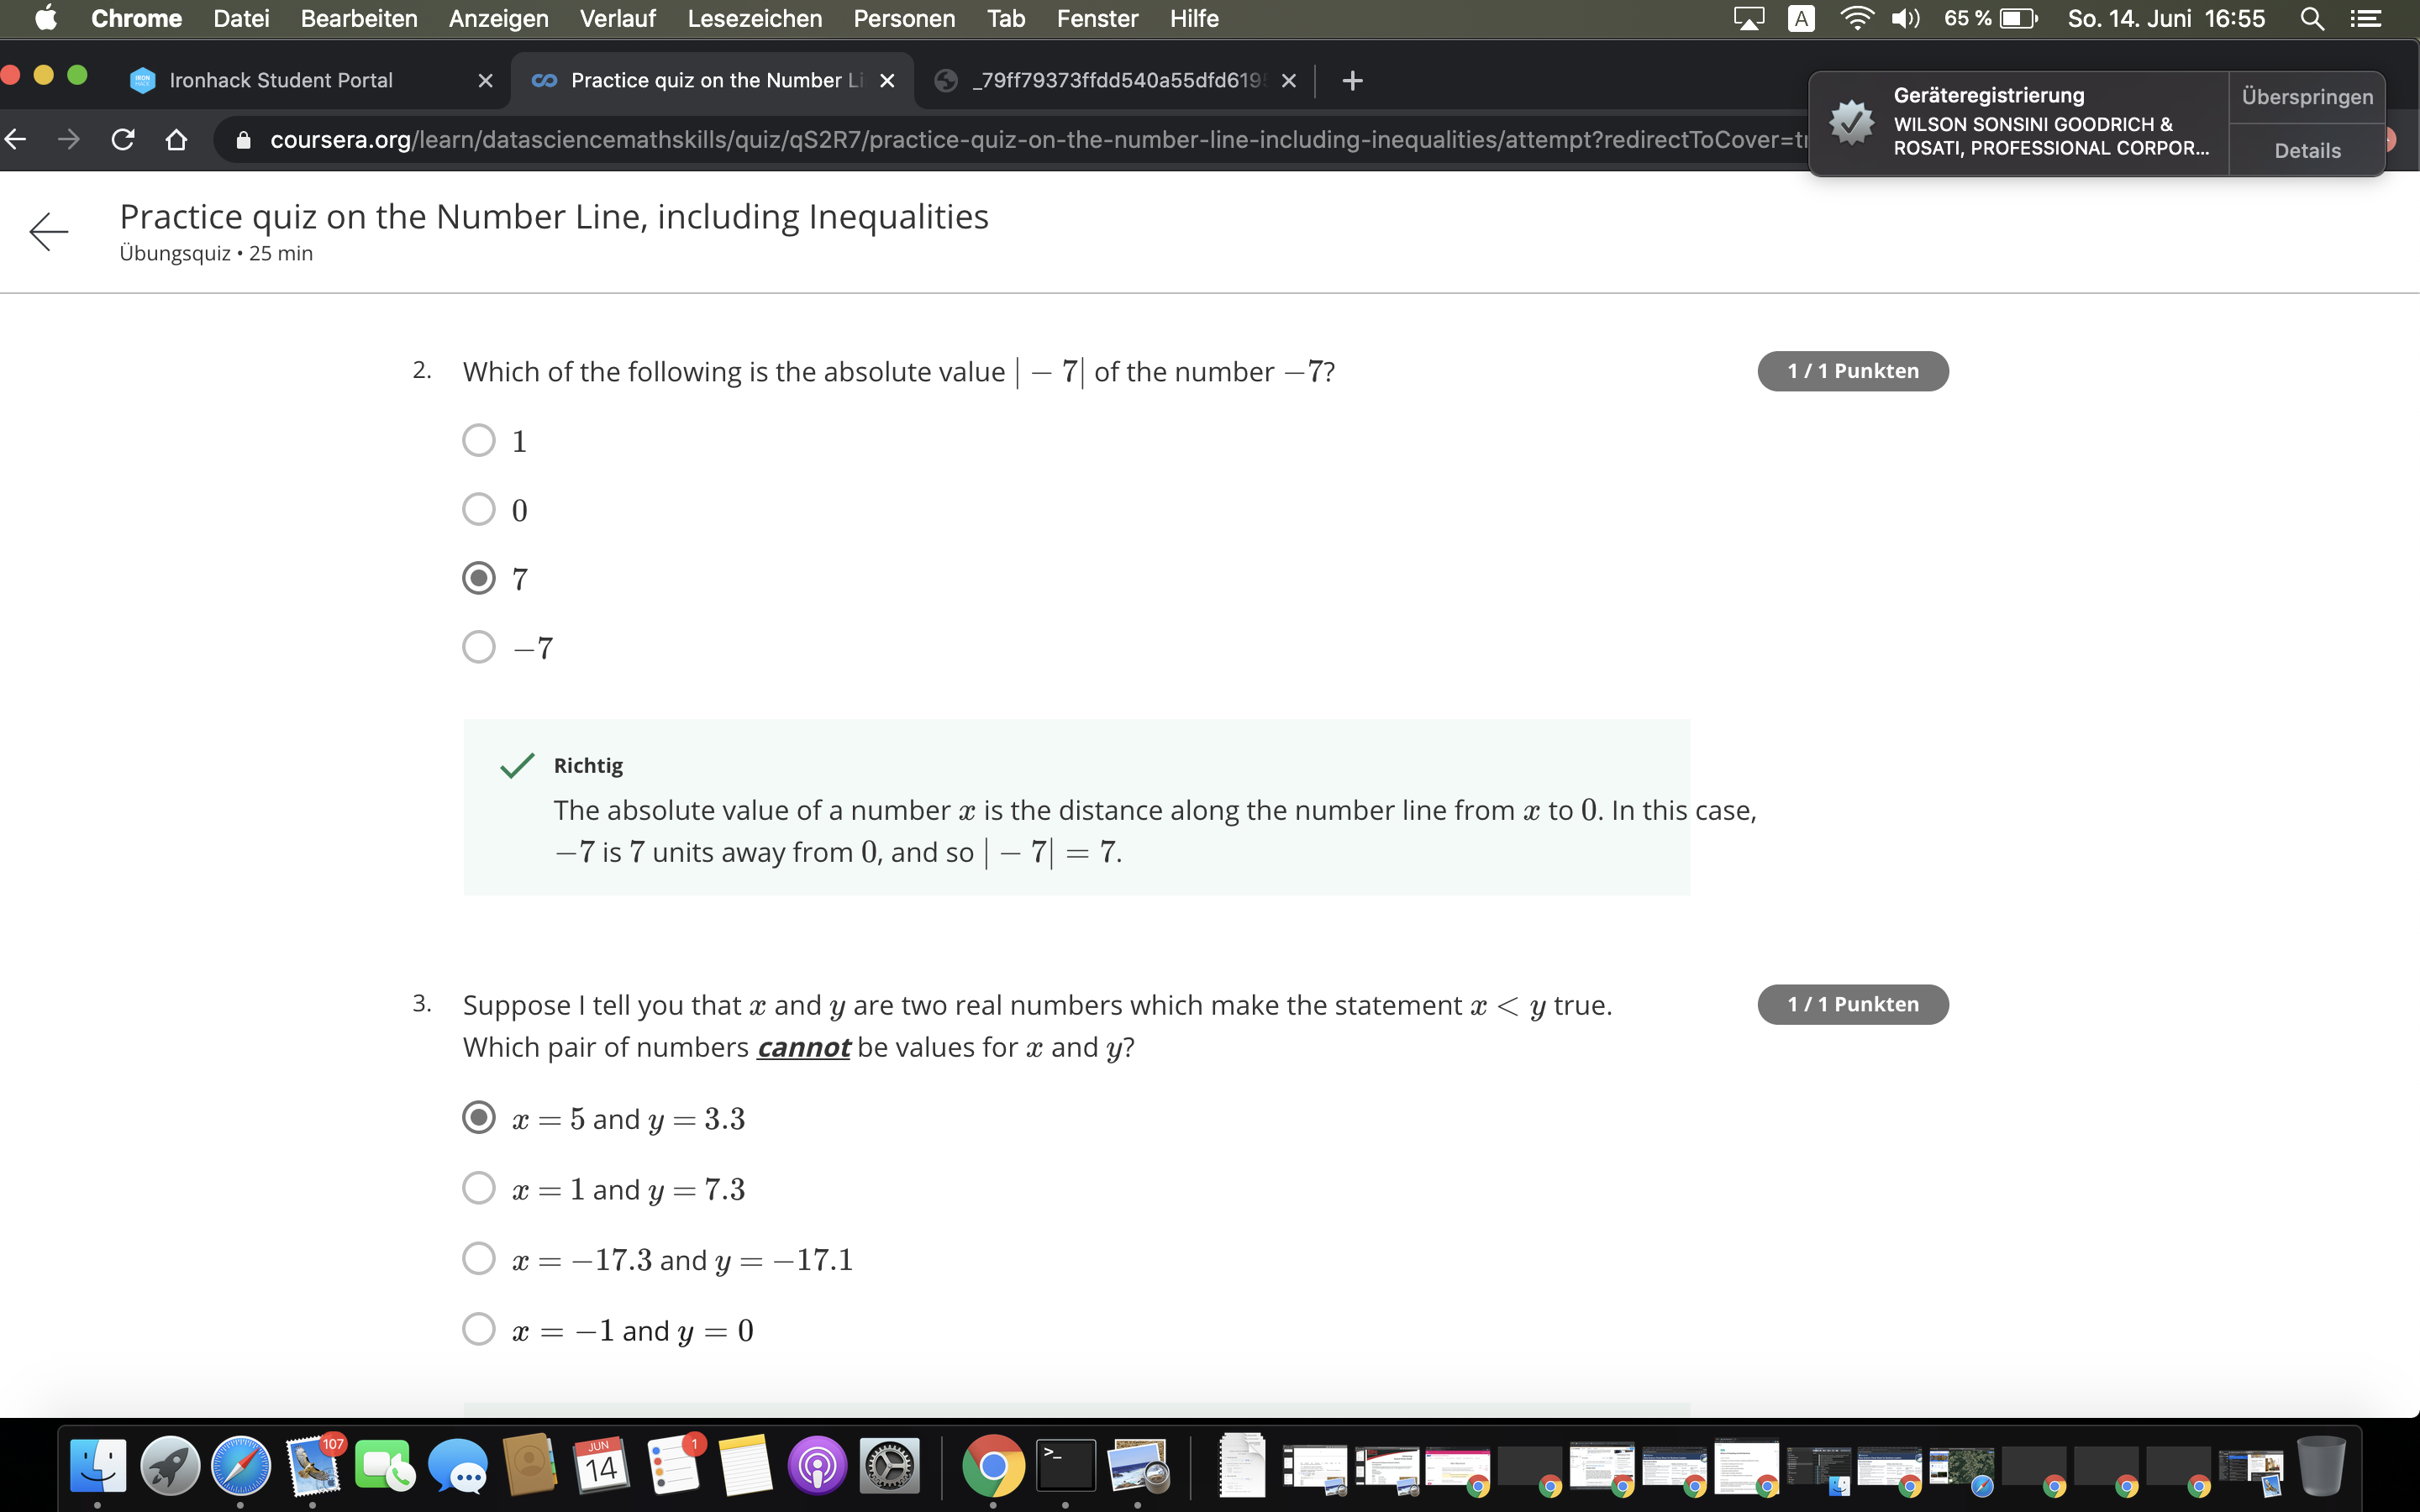 Chrome Datei Bearbeiten Anzeigen Verlauf Lesezeichen Personen Tab Fenster Hilfe A 65 % So. 14. Juni 16:55
Ironhack Student Portal Practice quiz on the Number Li _79ff79373ffdd540a55dfd619
coursera.org/learn/datasciencemathskills/quiz/qS2R7/practice-quiz-on-the-number-line-including-inequalities/attempt?redirectToCover=tr
Geräteregistrierung
WILSON SONSINI GOODRICH &
ROSATI, PROFESSIONAL CORPOR...
Überspringen
Details
Practice quiz on the Number Line, including Inequalities
Übungsquiz • 25 min
2. Which of the following is the absolute value | − 7| of the number −7?
1 / 1 Punkten
1
0
7
−7
Richtig
The absolute value of a number x is the distance along the number line from x to 0. In this case,
−7 is 7 units away from 0, and so | − 7| = 7.
3. Suppose I tell you that x and y are two real numbers which make the statement x < y true.
1 / 1 Punkten
Which pair of numbers cannot be values for x and y?
x = 5 and y = 3.3
x = 1 and y = 7.3
x = −17.3 and y = −17.1
x = −1 and y = 0
107
JUN
14
1
>_